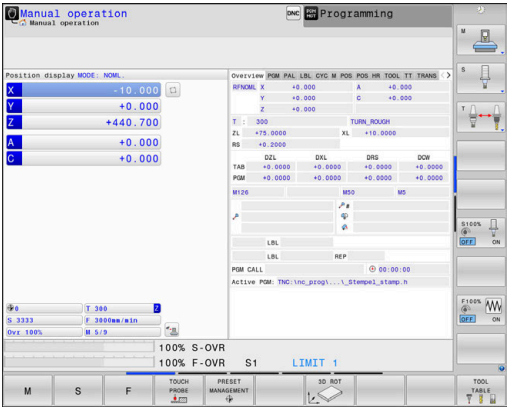 Manual operation
Manual operation
DNC
PGM MOT
Programming
Position display MODE: NOML.
X -10.000
Y +0.000
Z +440.700
A +0.000
C +0.000
Overview PGM PAL LBL CYC M POS POS HR TOOL TT TRANS
RFNOML X +0.000 A +0.000
Y +0.000 C +0.000
Z +0.000
T : 300 TURN_ROUGH
ZL +75.0000 XL +10.0000
RS +0.2000
DZL DXL DRS DCW
TAB +0.0000 +0.0000 +0.0000 +0.0000
PGM +0.0000 +0.0000 +0.0000 +0.0000
M126 M50 M5
LBL
LBL REP
PGM CALL 00:00:00
Active PGM: TNC:\nc_prog\...\_Stempel_stamp.h
0 T 300 Z
S 3333 F 3000mm/min
Ovr 100% M 5/9
100% S-OVR
100% F-OVR S1 LIMIT 1
M
S
F
TOUCH PROBE
PRESET MANAGEMENT
3D ROT
TOOL TABLE
M
S
T
S100%
OFF ON
F100%
OFF ON